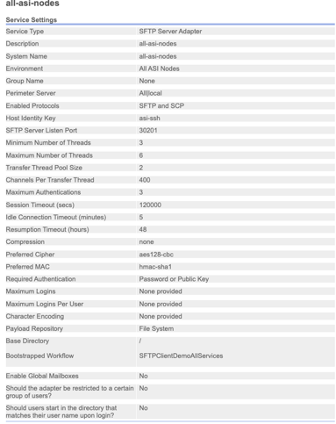 all-asi-nodes
Service Settings
Service Type SFTP Server Adapter
Description all-asi-nodes
System Name all-asi-nodes
Environment All ASI Nodes
Group Name None
Perimeter Server All|local
Enabled Protocols SFTP and SCP
Host Identity Key asi-ssh
SFTP Server Listen Port 30201
Minimum Number of Threads 3
Maximum Number of Threads 6
Transfer Thread Pool Size 2
Channels Per Transfer Thread 400
Maximum Authentications 3
Session Timeout (secs) 120000
Idle Connection Timeout (minutes) 5
Resumption Timeout (hours) 48
Compression none
Preferred Cipher aes128-cbc
Preferred MAC hmac-sha1
Required Authentication Password or Public Key
Maximum Logins None provided
Maximum Logins Per User None provided
Character Encoding None provided
Payload Repository File System
Base Directory /
Bootstrapped Workflow SFTPClientDemoAllServices
Enable Global Mailboxes No
Should the adapter be restricted to a certain No
group of users?
Should users start in the directory that No
matches their user name upon login?